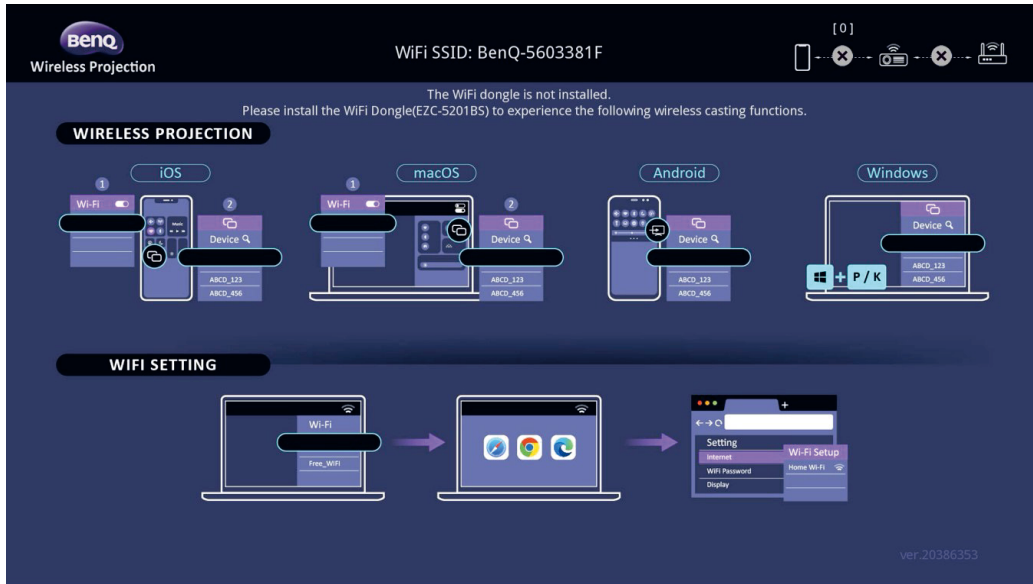 BenQ
Wireless Projection
WiFi SSID: BenQ-5603381F
[0]
The WiFi dongle is not installed.
Please install the WiFi Dongle(EZC-5201BS) to experience the following wireless casting functions.
WIRELESS PROJECTION
iOS
1
Wi-Fi
Music
2
Device
ABCD_123
ABCD_456
macOS
1
Wi-Fi
2
Device
ABCD_123
ABCD_456
Android
Device
ABCD_123
ABCD_456
Windows
Device
ABCD_123
ABCD_456
+ P / K
WIFI SETTING
Wi-Fi
Free_WIFI
Setting
Internet
WIFI Password
Display
Wi-Fi Setup
Home Wi-Fi
ver.20386353